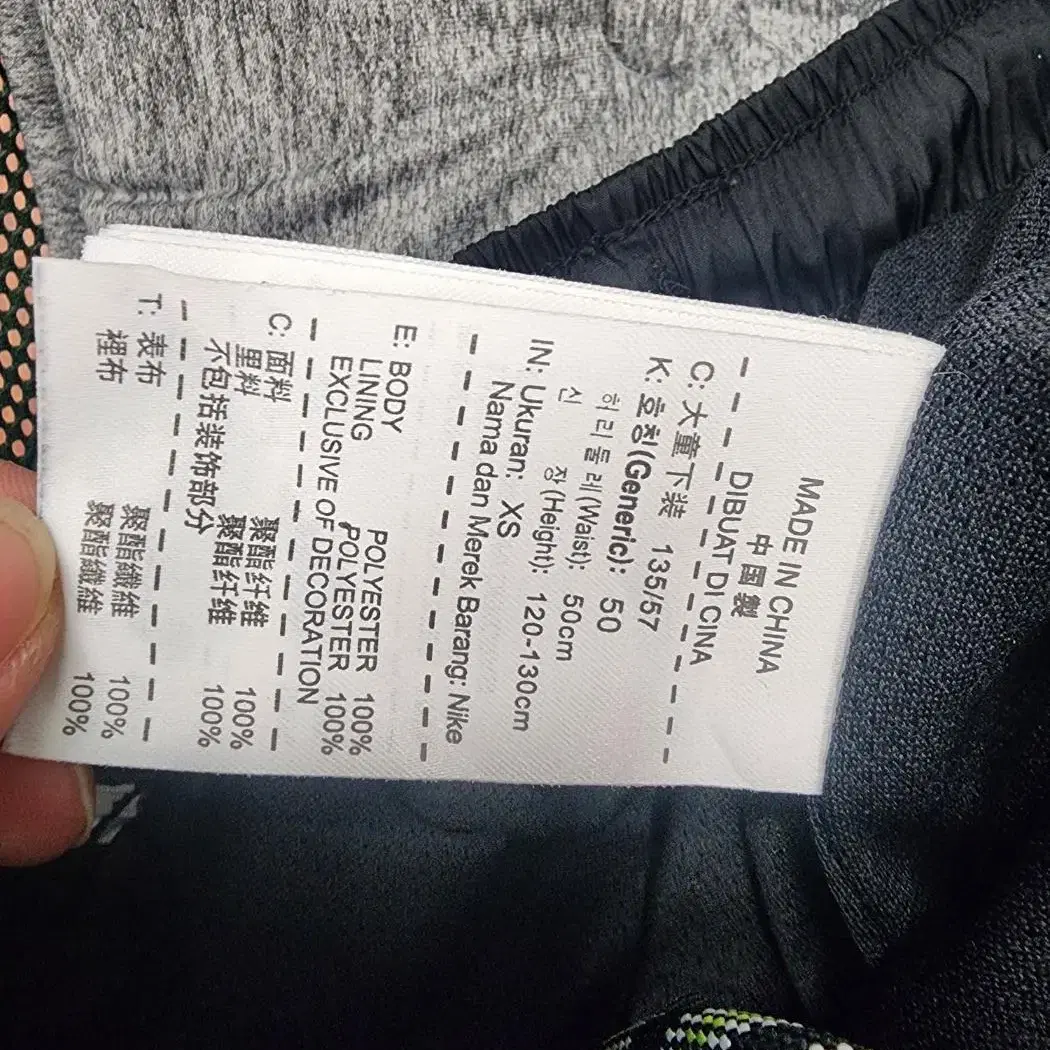 MADE IN CHINA
中 國 製
DIBUAT DI CINA
C: 大童下装 135/57
K: 호칭(Generic): 50
허리둘레(Waist): 50cm
신 장(Height): 120-130cm
IN: Ukuran: XS
Nama dan Merek Barang: Nike
E: BODY POLYESTER 100%
LINING POLYESTER 100%
EXCLUSIVE OF DECORATION
C: 面料 聚酯纤维 100%
里料 聚酯纤维 100%
不包括装饰部分
T: 表布 聚酯纖維 100%
裡布 聚酯纖維 100%